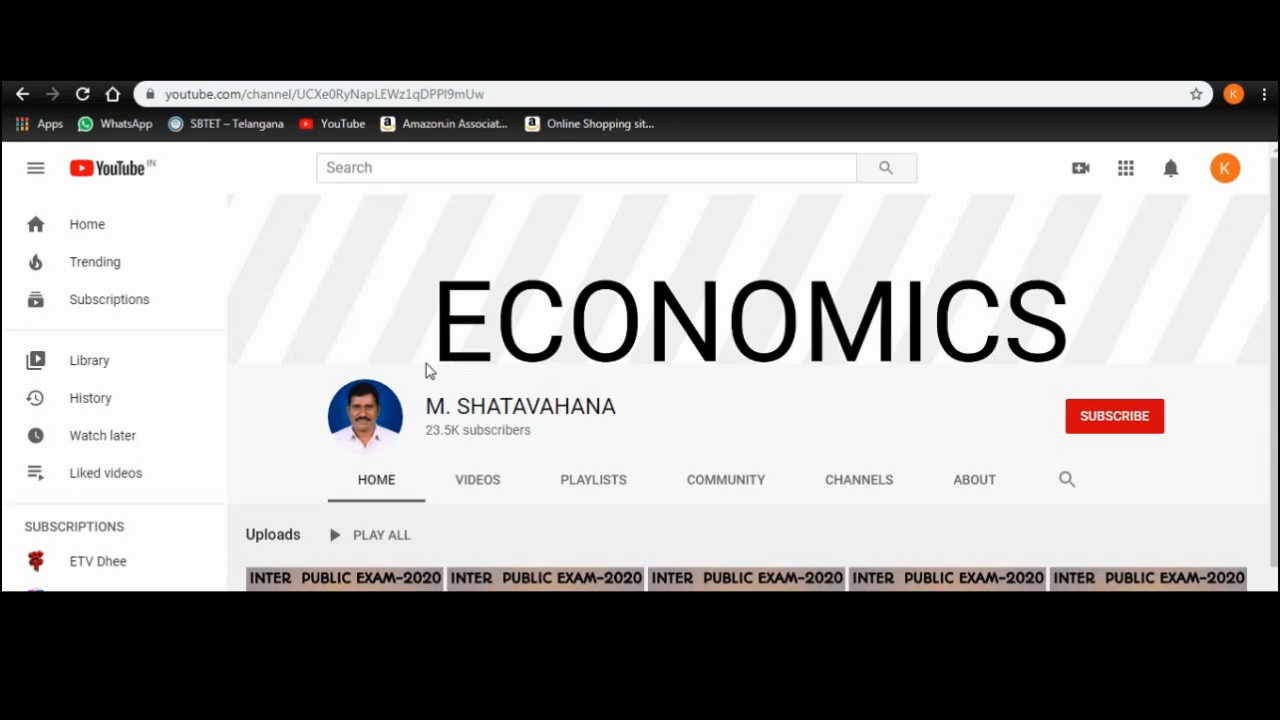 youtube.com/channel/UCXe0RyNapLEWz1qDPPI9mUw
K
Apps WhatsApp SBTET – Telangana YouTube Amazon.in Associat... Online Shopping sit...
YouTube IN
Search
K
Home
Trending
Subscriptions
Library
History
Watch later
Liked videos
SUBSCRIPTIONS
ETV Dhee
ECONOMICS
M. SHATAVAHANA
23.5K subscribers
SUBSCRIBE
HOME VIDEOS PLAYLISTS COMMUNITY CHANNELS ABOUT
Uploads PLAY ALL
INTER PUBLIC EXAM-2020 INTER PUBLIC EXAM-2020 INTER PUBLIC EXAM-2020 INTER PUBLIC EXAM-2020 INTER PUBLIC EXAM-2020